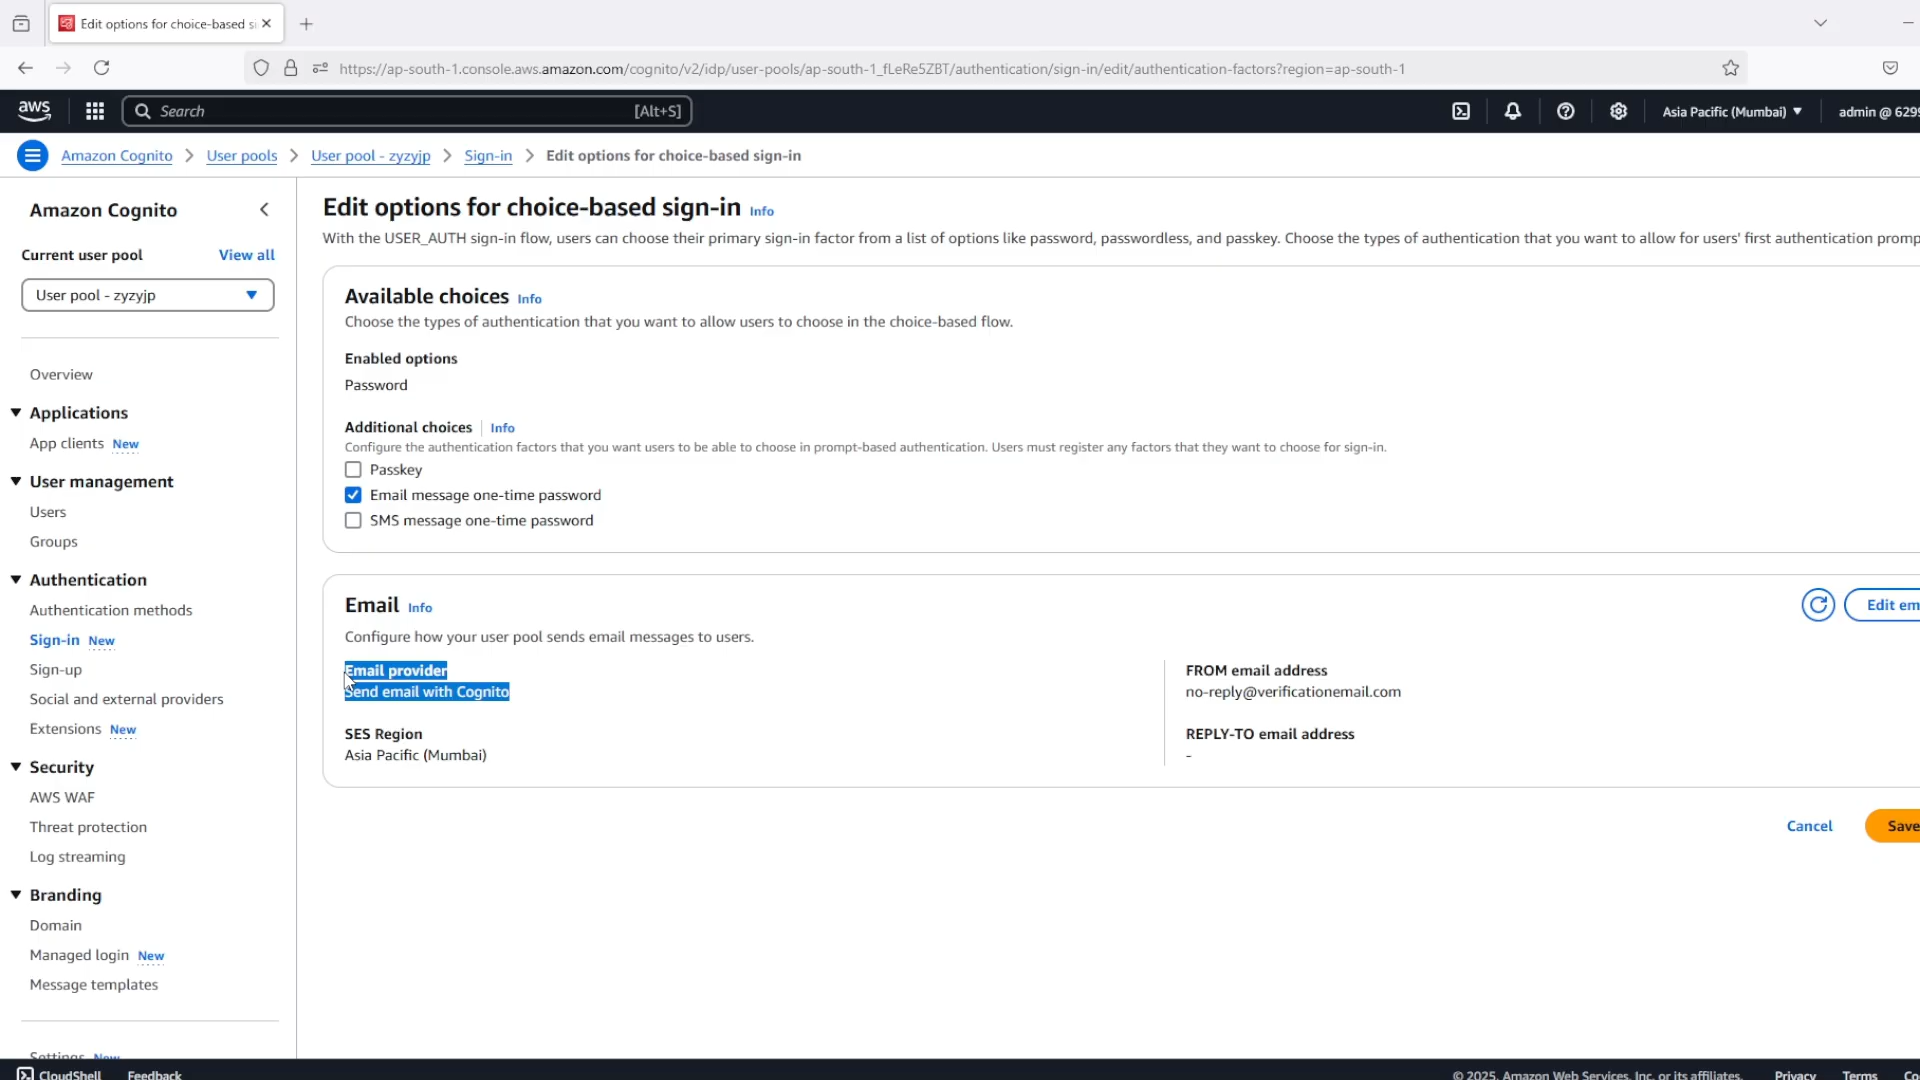 Edit options for choice-based si
https://ap-south-1.console.aws.amazon.com/cognito/v2/idp/user-pools/ap-south-1_fLeRe5ZBT/authentication/sign-in/edit/authentication-factors?region=ap-south-1
aws
Search
[Alt+S]
Asia Pacific (Mumbai)
admin @ 629
Amazon Cognito
User pools
User pool - zyzyjp
Sign-in
Edit options for choice-based sign-in
Amazon Cognito
Current user pool
View all
User pool - zyzyjp
Overview
Applications
App clients New
User management
Users
Groups
Authentication
Authentication methods
Sign-in New
Sign-up
Social and external providers
Extensions New
Security
AWS WAF
Threat protection
Log streaming
Branding
Domain
Managed login New
Message templates
Settings New
Edit options for choice-based sign-in Info
With the USER_AUTH sign-in flow, users can choose their primary sign-in factor from a list of options like password, passwordless, and passkey. Choose the types of authentication that you want to allow for users' first authentication promp
Available choices Info
Choose the types of authentication that you want to allow users to choose in the choice-based flow.
Enabled options
Password
Additional choices Info
Configure the authentication factors that you want users to be able to choose in prompt-based authentication. Users must register any factors that they want to choose for sign-in.
Passkey
Email message one-time password
SMS message one-time password
Email Info
Edit em
Configure how your user pool sends email messages to users.
Email provider
Send email with Cognito
SES Region
Asia Pacific (Mumbai)
FROM email address
no-reply@verificationemail.com
REPLY-TO email address
-
Cancel
Save
CloudShell
Feedback
© 2025, Amazon Web Services, Inc. or its affiliates.
Privacy
Terms
Co